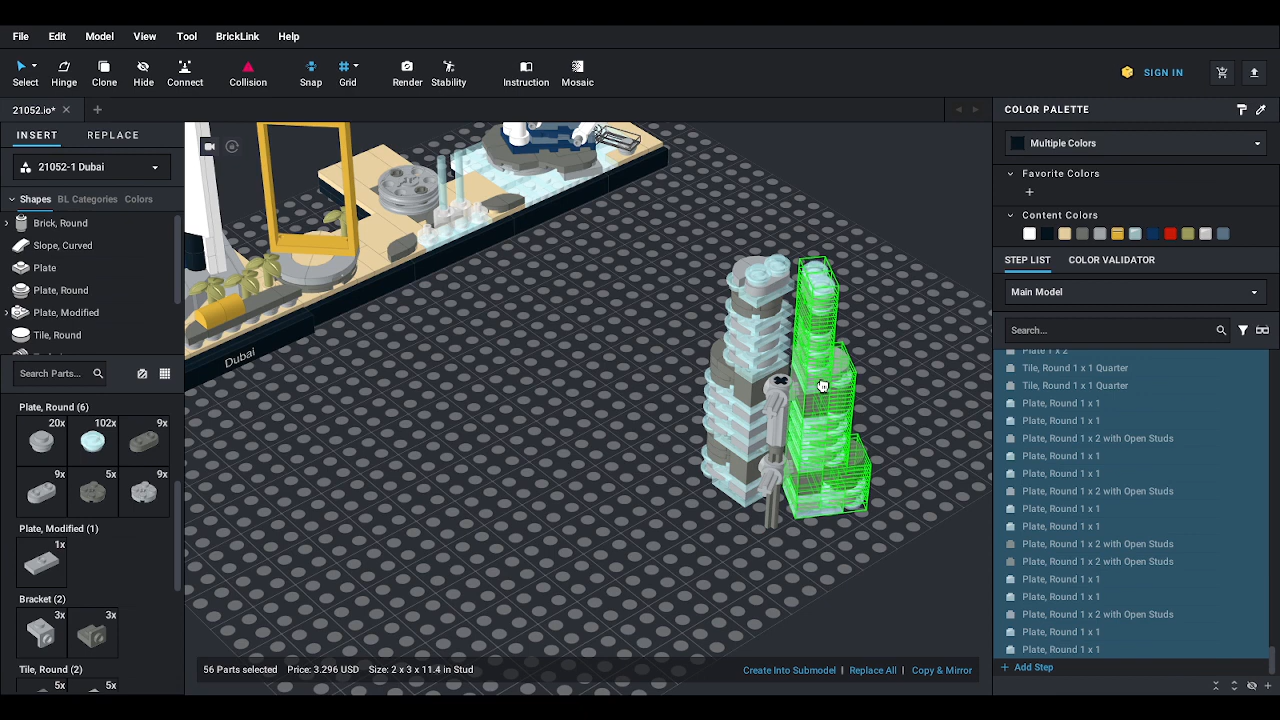 File Edit Model View Tool BrickLink Help
Select Hinge Clone Hide Connect Collision Snap Grid Render Stability Instruction Mosaic SIGN IN
21052.io*
INSERT REPLACE
21052-1 Dubai
Shapes BL Categories Colors
Brick, Round
Slope, Curved
Plate
Plate, Round
Plate, Modified
Tile, Round
Search Parts...
Plate, Round (6)
20x 102x 9x
9x 5x 9x
Plate, Modified (1)
1x
Bracket (2)
3x 3x
Tile, Round (2)
5x 5x
Dubai
56 Parts selected Price: 3.296 USD Size: 2 x 3 x 11.4 in Stud
Create Into Submodel | Replace All | Copy & Mirror
COLOR PALETTE
Multiple Colors
Favorite Colors
+
Content Colors
STEP LIST COLOR VALIDATOR
Main Model
Search...
Plate 1 x 2
Tile, Round 1 x 1 Quarter
Tile, Round 1 x 1 Quarter
Plate, Round 1 x 1
Plate, Round 1 x 1
Plate, Round 1 x 2 with Open Studs
Plate, Round 1 x 1
Plate, Round 1 x 1
Plate, Round 1 x 2 with Open Studs
Plate, Round 1 x 1
Plate, Round 1 x 1
Plate, Round 1 x 2 with Open Studs
Plate, Round 1 x 2 with Open Studs
Plate, Round 1 x 1
Plate, Round 1 x 1
Plate, Round 1 x 2 with Open Studs
Plate, Round 1 x 1
Plate, Round 1 x 1
+ Add Step